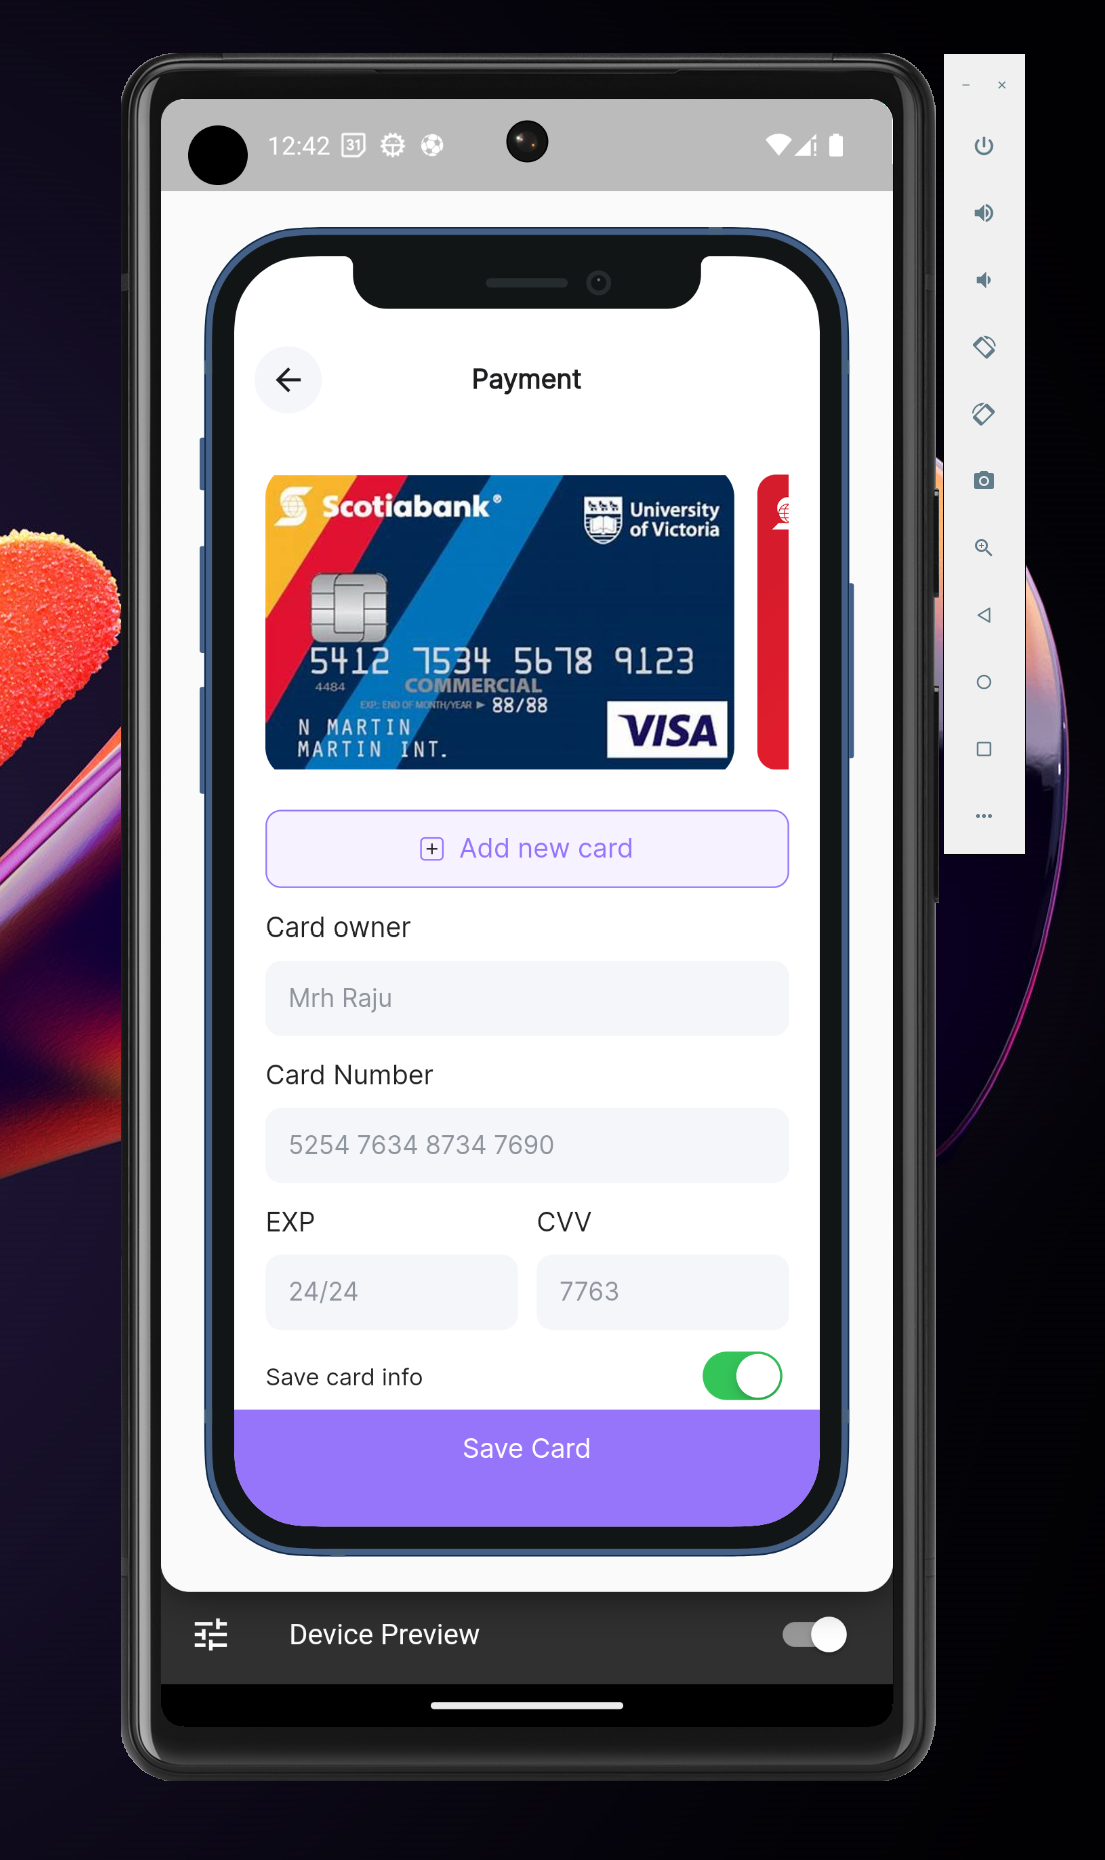 12:42
31
Payment
Scotiabank®
University
of Victoria
5412 7534 5678 9123
4484
COMMERCIAL
EXP: END OF MONTH/YEAR ▶ 88/88
N MARTIN
MARTIN INT.
VISA
Add new card
Card owner
Mrh Raju
Card Number
5254 7634 8734 7690
EXP
CVV
24/24
7763
Save card info
Save Card
Device Preview